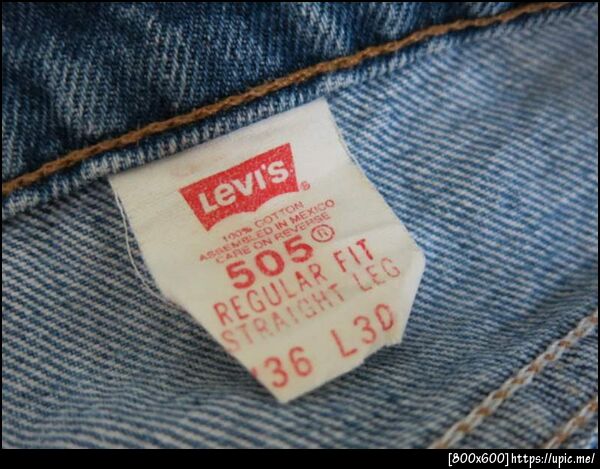 Levi's ®
100% COTTON
ASSEMBLED IN MEXICO
CARE ON REVERSE
505 ®
REGULAR FIT
STRAIGHT LEG
36 L30
[800x600]https://upic.me/